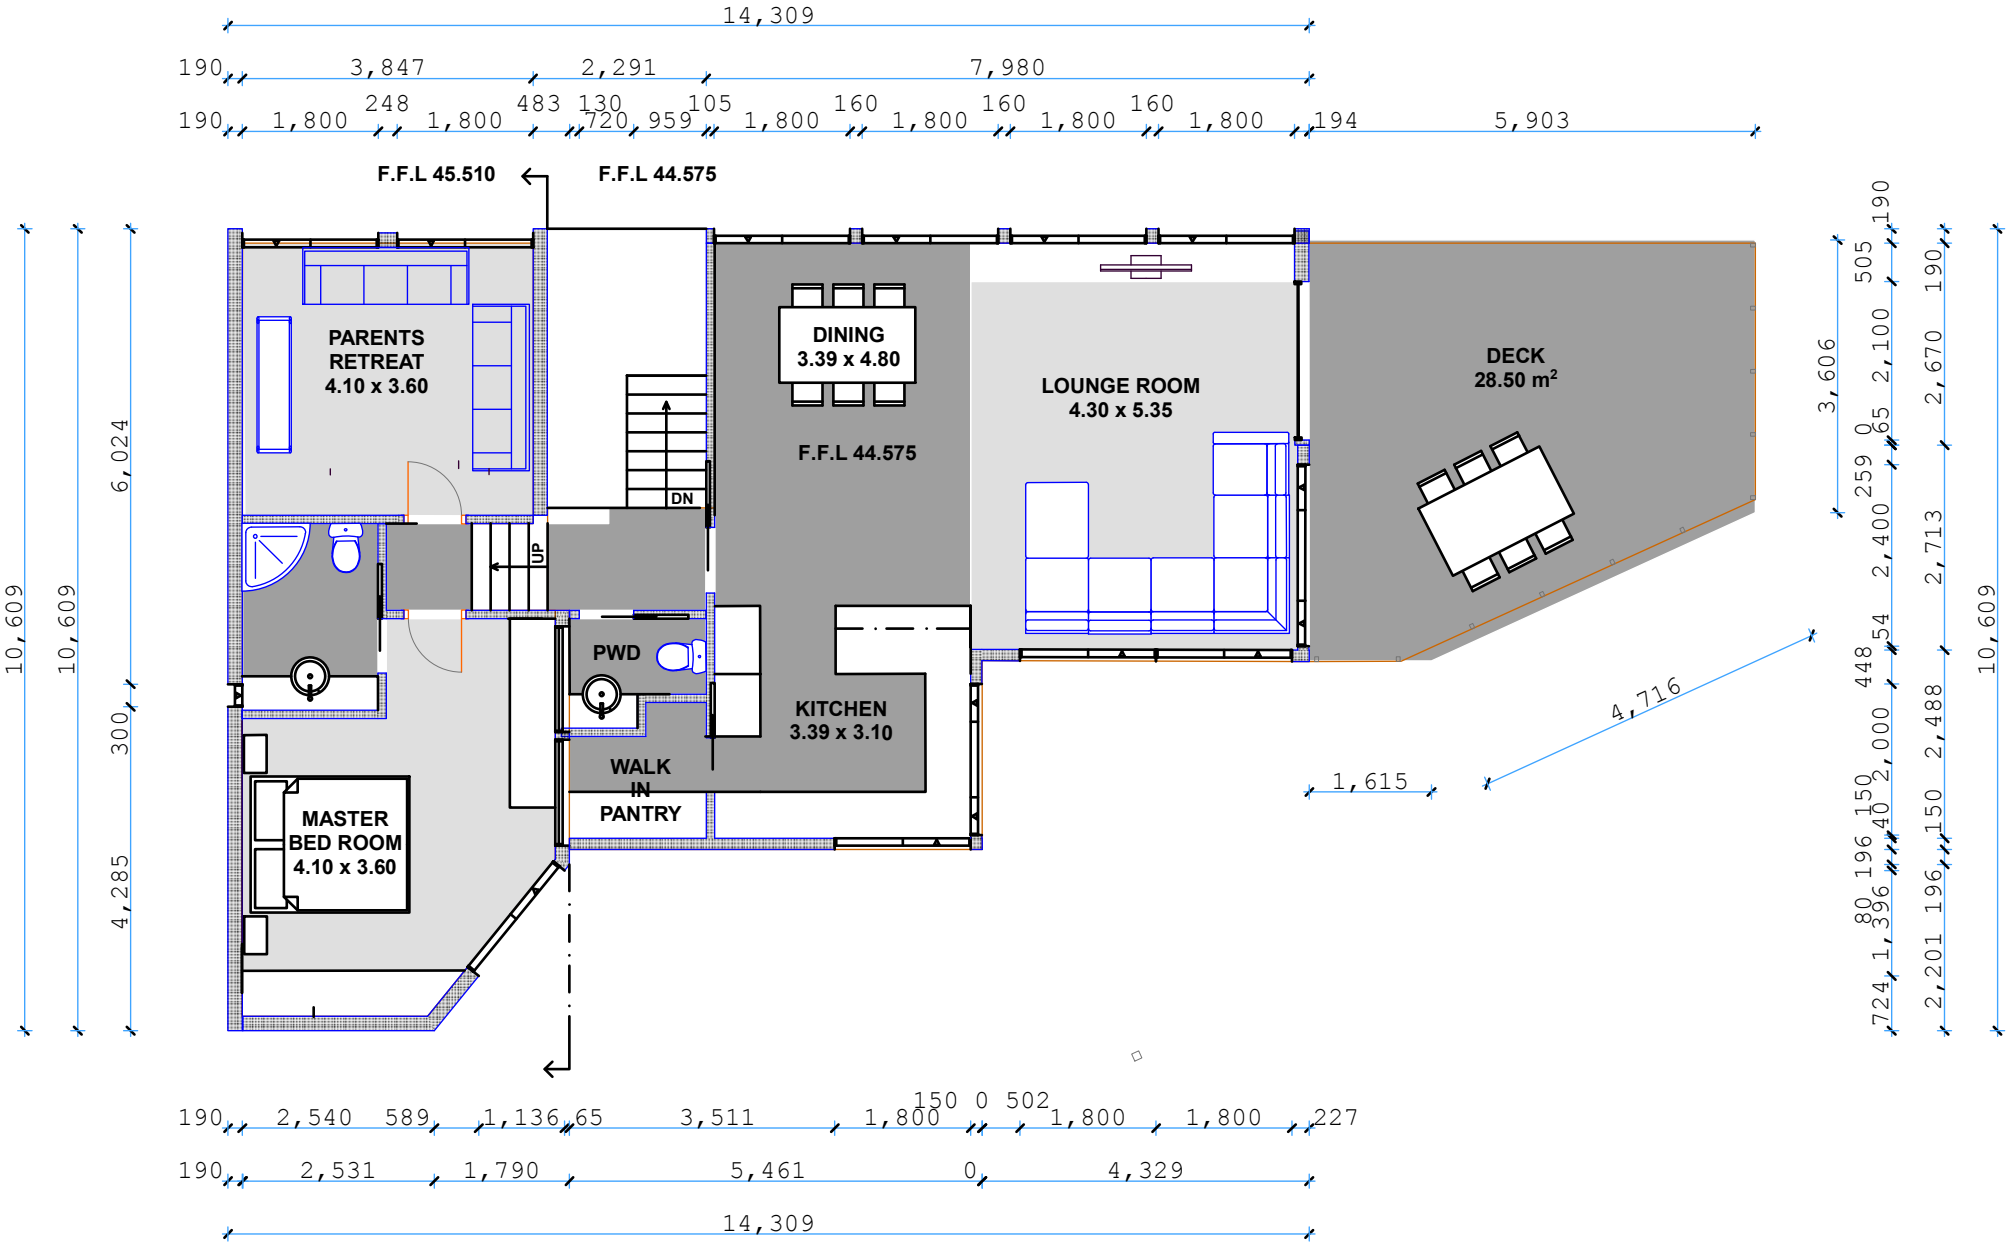 14,309
190 3,847 2,291 7,980
248 483 130 105 160 160 160
190 1,800 1,800 720 959 1,800 1,800 1,800 1,800 194 5,903
F.F.L 45.510 F.F.L 44.575
PARENTS
RETREAT
4.10 x 3.60
DINING
3.39 x 4.80
LOUNGE ROOM
4.30 x 5.35
DECK
28.50 m²
F.F.L 44.575
DN
UP
PWD
KITCHEN
3.39 x 3.10
WALK
IN
PANTRY
MASTER
BED ROOM
4.10 x 3.60
10,609
10,609
6,024
300
4,285
3,606
190
505
2,100
0
65
259
2,400
54
448
2,000
150
40
196
80
1,396
724
190
2,670
2,713
2,488
150
196
2,201
10,609
4,716
1,615
150 0 502
190 2,540 589 1,136 65 3,511 1,800 1,800 1,800 227
190 2,531 1,790 5,461 0 4,329
14,309